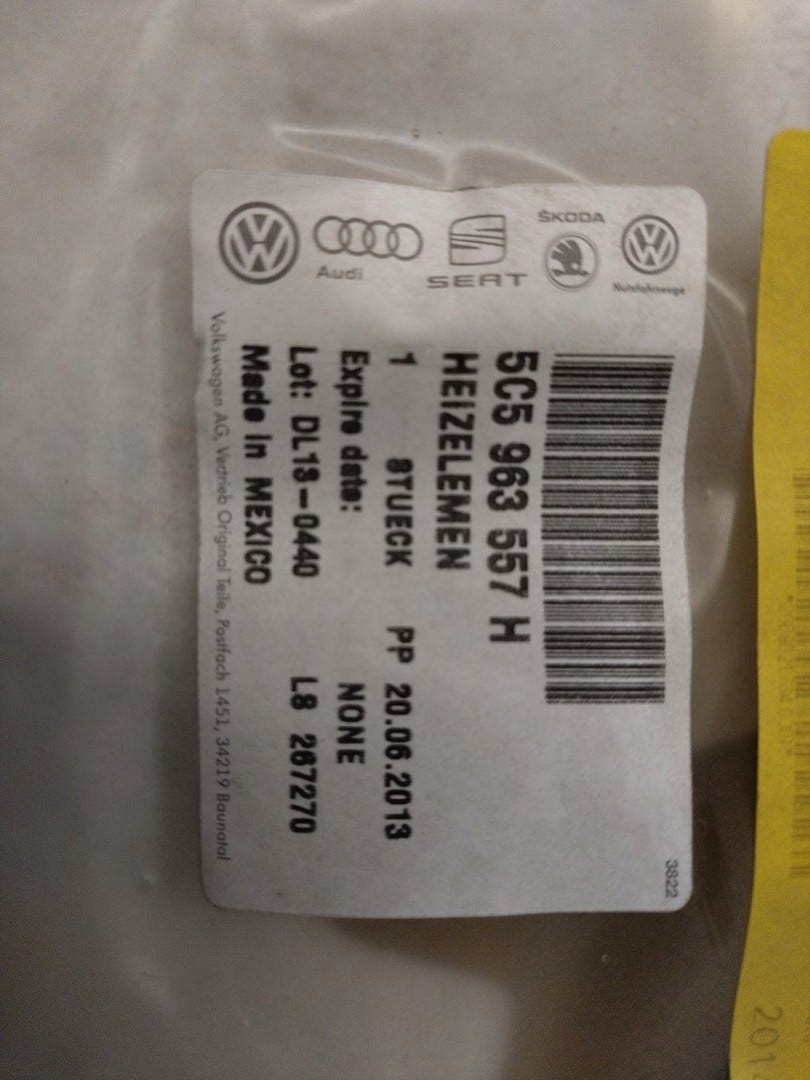 Audi
SEAT
ŠKODA
Nutzfahrzeuge
5C5 963 557 H
HEIZELEMEN
1 STUECK PP 20.06.2013
Expire date: NONE
Lot: DL13-0440 L8 267270
Made in MEXICO
Volkswagen AG, Vertrieb Original Teile, Postfach 1451, 34219 Baunatal
3822